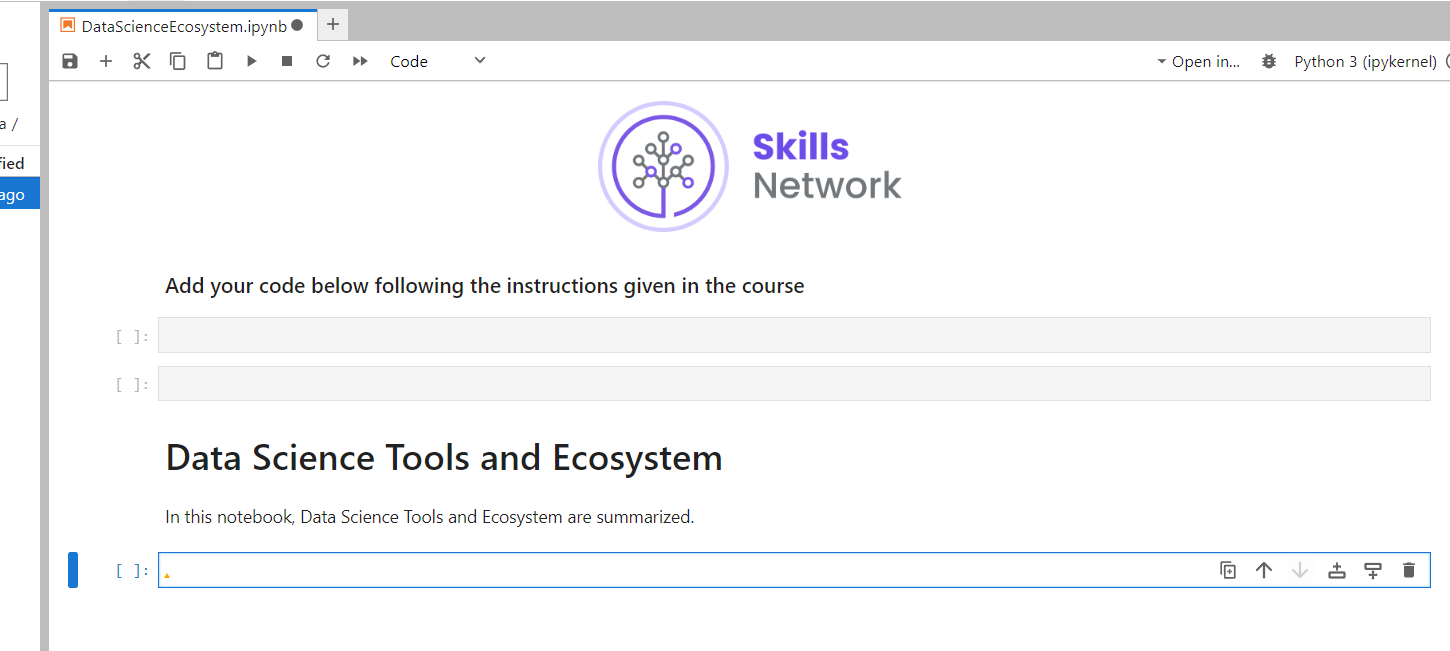 DataScienceEcosystem.ipynb
Code
Open in...
Python 3 (ipykernel)
a /
fied
ago
Skills
Network
Add your code below following the instructions given in the course
[ ]:
[ ]:
Data Science Tools and Ecosystem
In this notebook, Data Science Tools and Ecosystem are summarized.
[ ]: